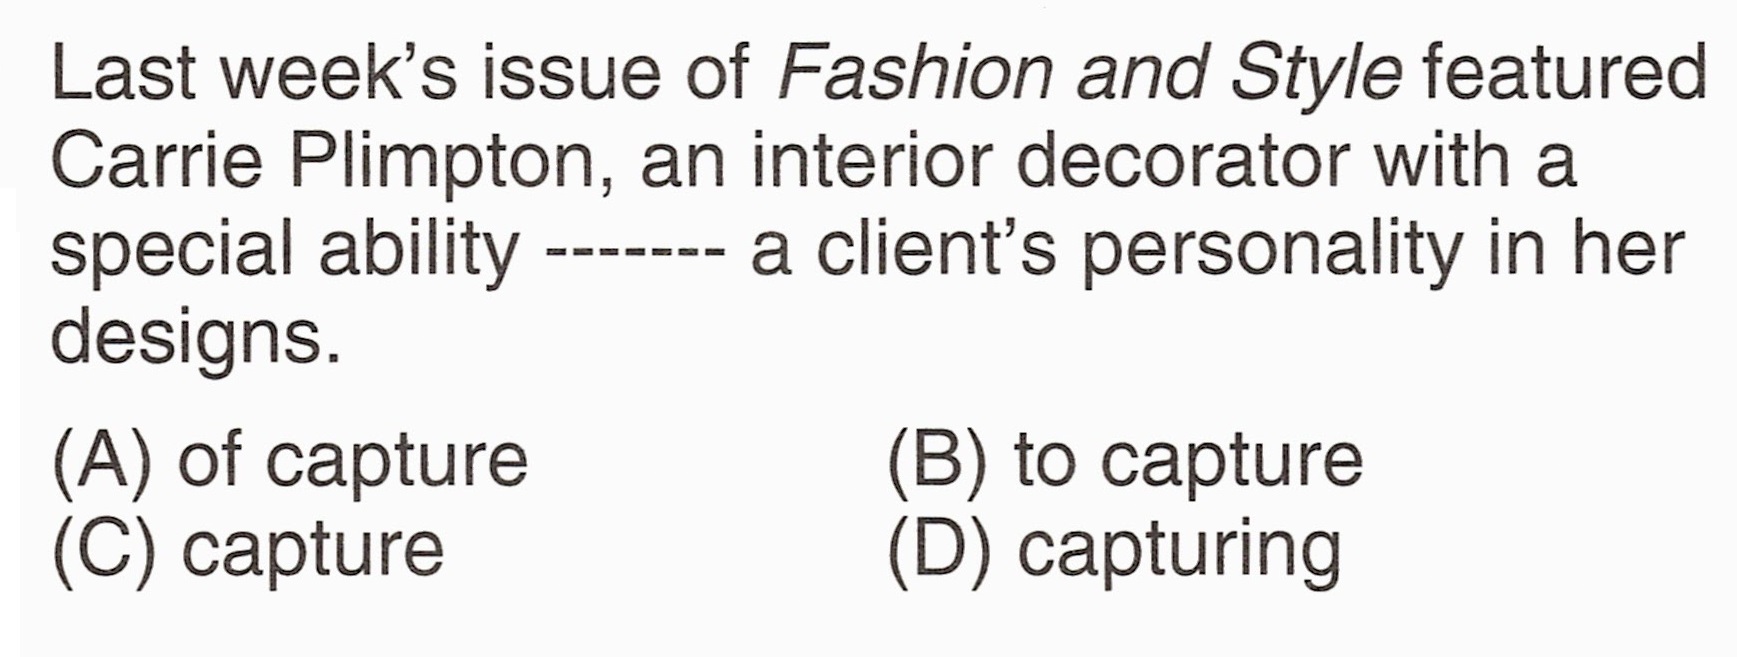 Last week’s issue of Fashion and Style featured
Carrie Plimpton, an interior decorator with a
special ability ------- a client’s personality in her
designs.
(A) of capture (B) to capture
(C) capture (D) capturing